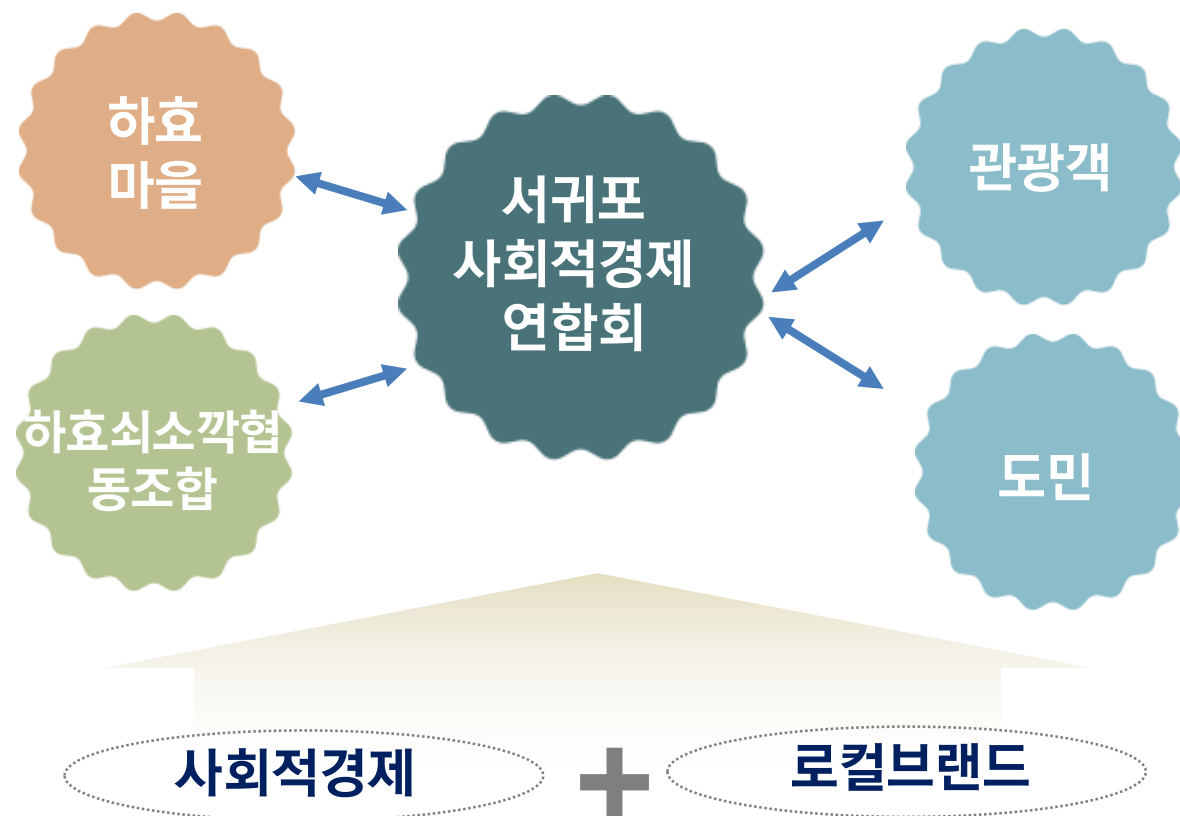 하효
마을
서귀포
사회적경제
연합회
관광객
하효쇠소깍협
동조합
도민
사회적경제
+
로컬브랜드